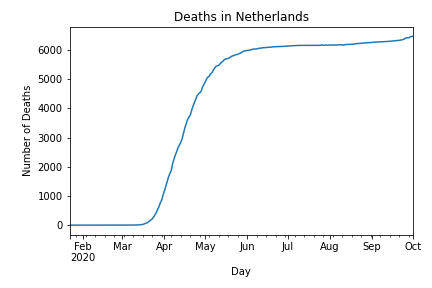 Deaths in Netherlands
Number of Deaths
6000
5000
4000
3000
2000
1000
0
Feb Mar Apr May Jun Jul Aug Sep Oct
2020
Day